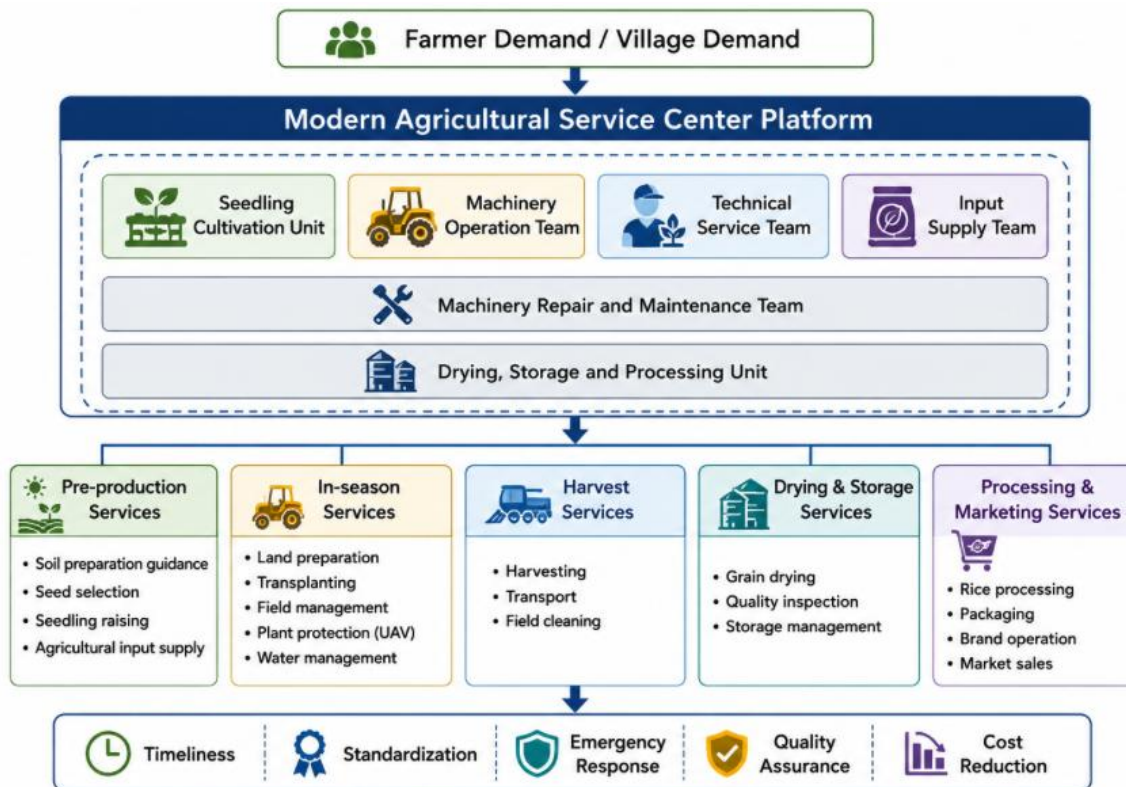 Farmer Demand / Village Demand
Modern Agricultural Service Center Platform
Seedling
Cultivation Unit
Machinery
Operation Team
Technical
Service Team
Input
Supply Team
Machinery Repair and Maintenance Team
Drying, Storage and Processing Unit
Pre-production
Services
• Soil preparation guidance
• Seed selection
• Seedling raising
• Agricultural input supply
In-season
Services
• Land preparation
• Transplanting
• Field management
• Plant protection (UAV)
• Water management
Harvest
Services
• Harvesting
• Transport
• Field cleaning
Drying & Storage
Services
• Grain drying
• Quality inspection
• Storage management
Processing &
Marketing Services
• Rice processing
• Packaging
• Brand operation
• Market sales
Timeliness
Standardization
Emergency
Response
Quality
Assurance
Cost
Reduction